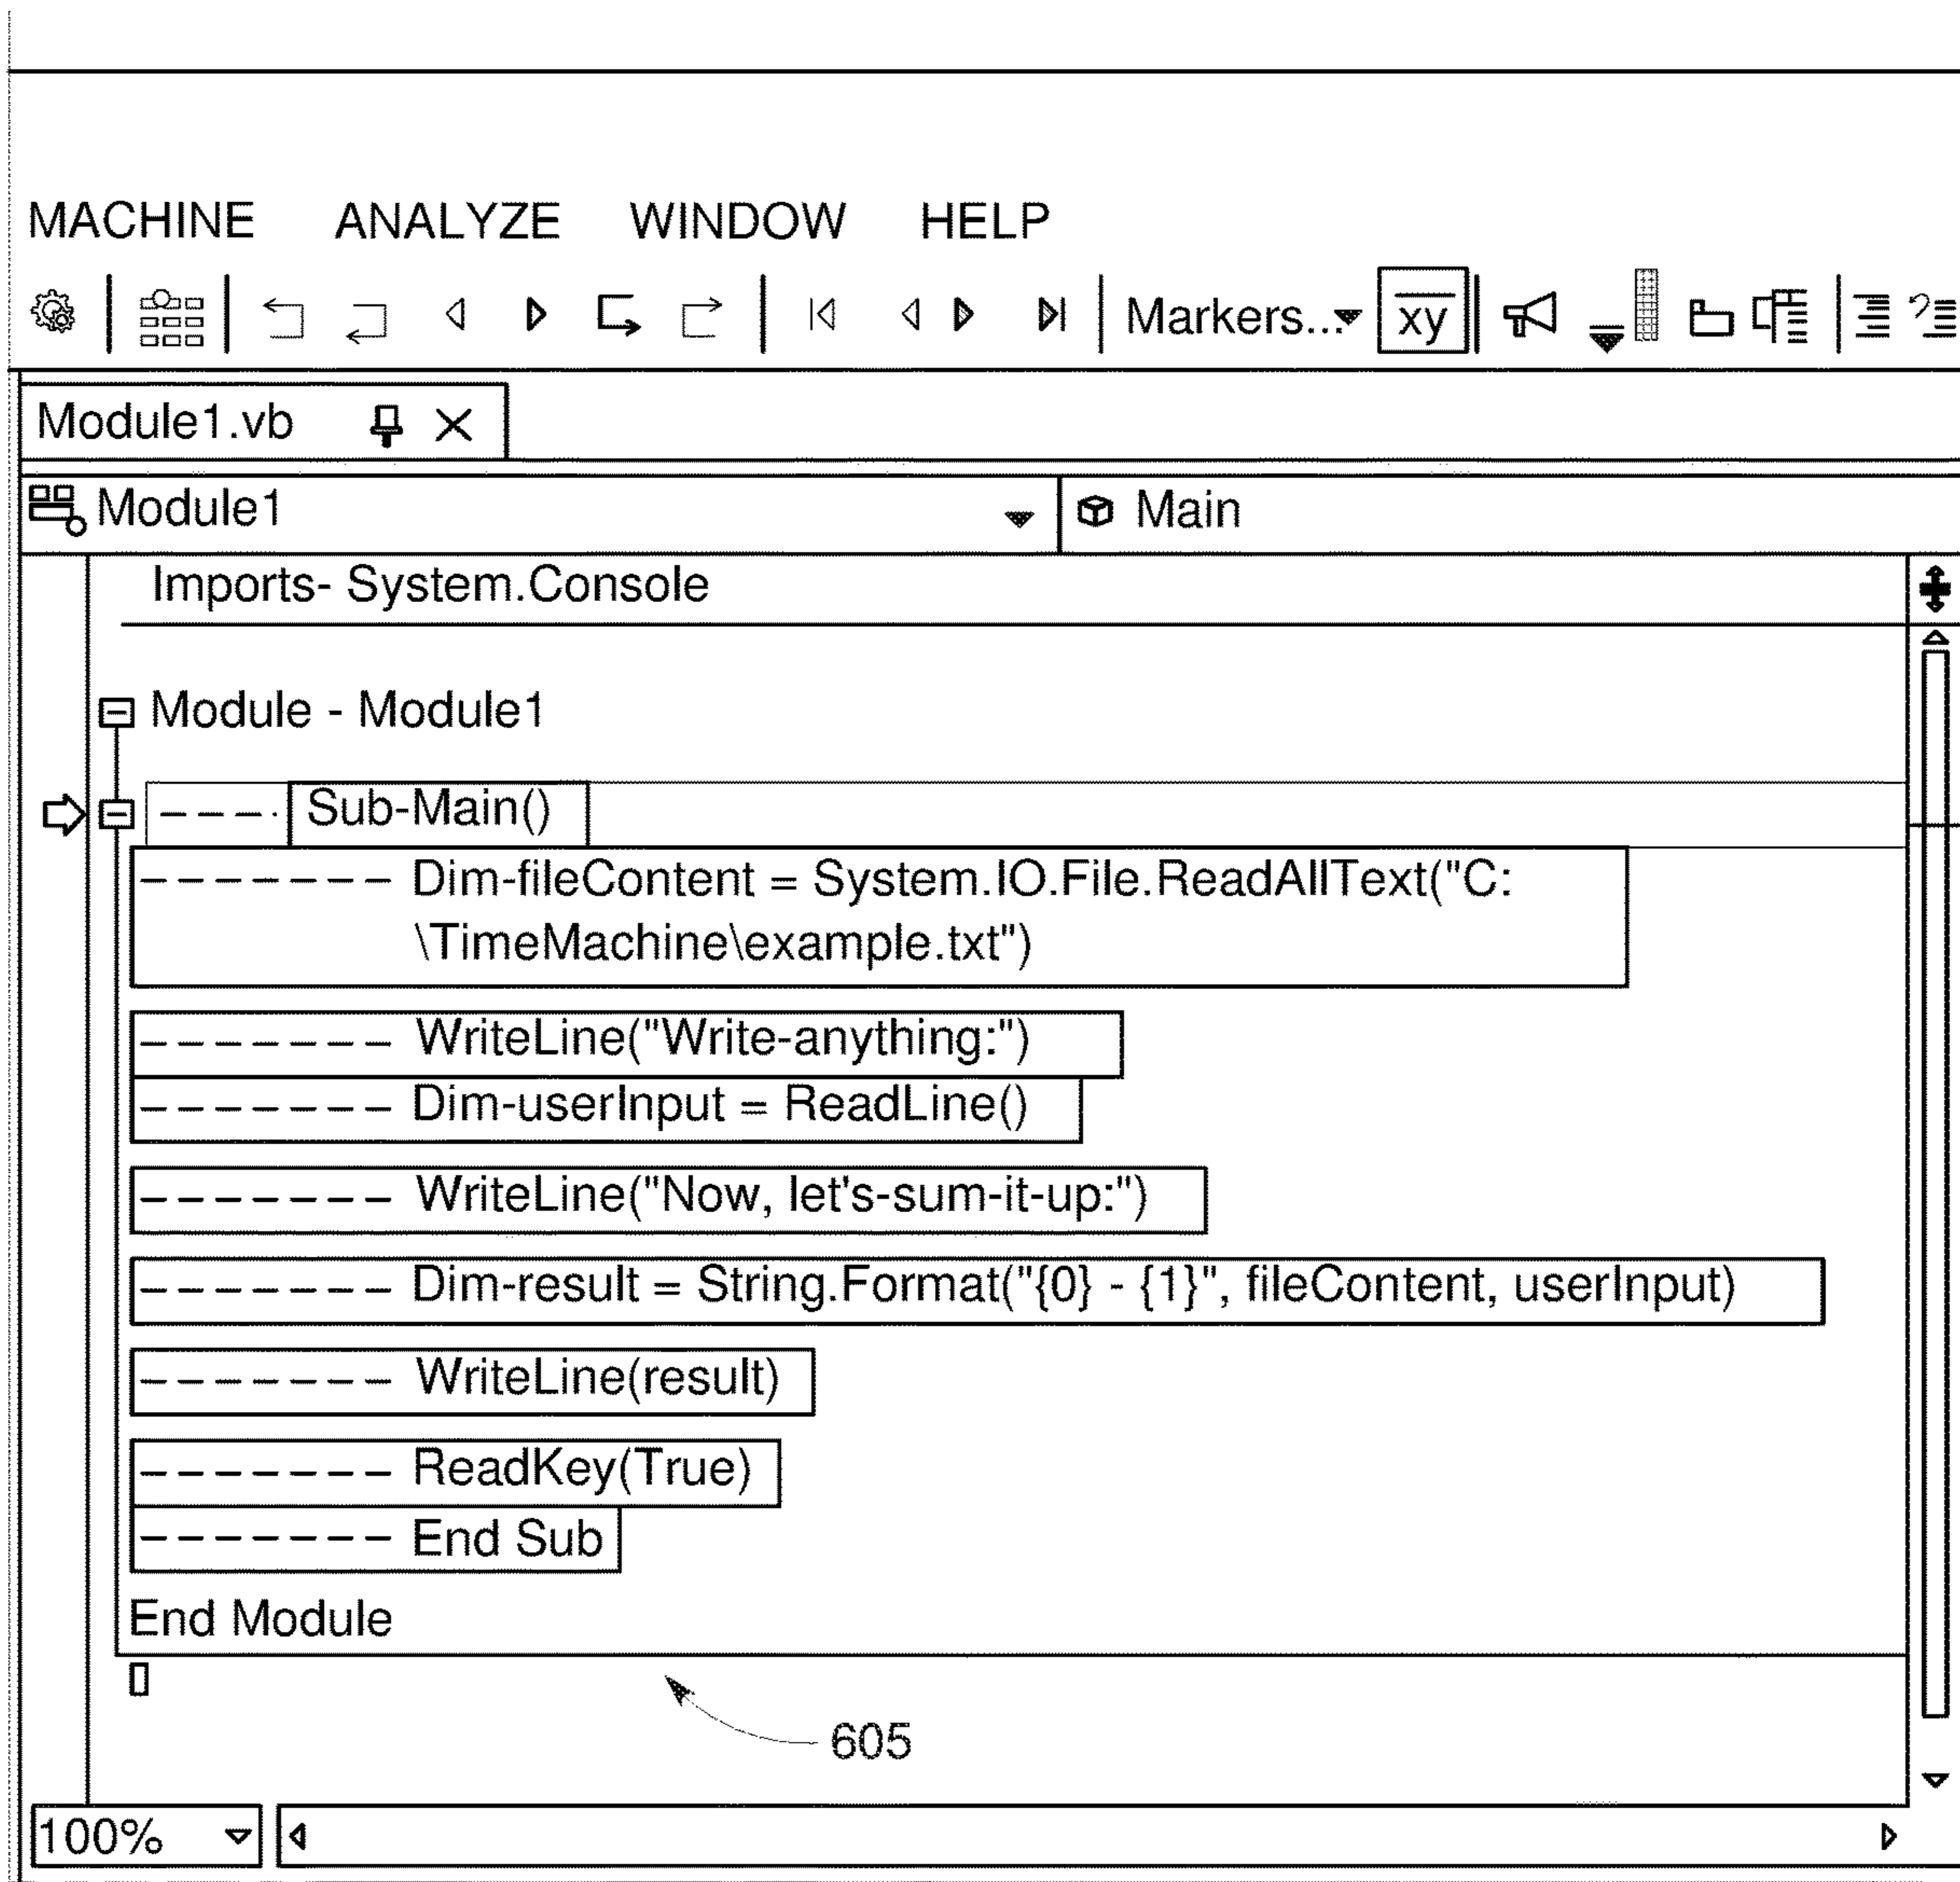 MACHINE ANALYZE WINDOW HELP
Markers... xy
Module1.vb
Module1 Main
Imports- System.Console
Module - Module1
---- Sub-Main()
------- Dim-fileContent = System.IO.File.ReadAllText("C:
\TimeMachine\example.txt")
------- WriteLine("Write-anything:")
------- Dim-userInput = ReadLine()
------- WriteLine("Now, let's-sum-it-up:")
------- Dim-result = String.Format("{0} - {1}", fileContent, userInput)
------- WriteLine(result)
------- ReadKey(True)
------- End Sub
End Module
605
100%